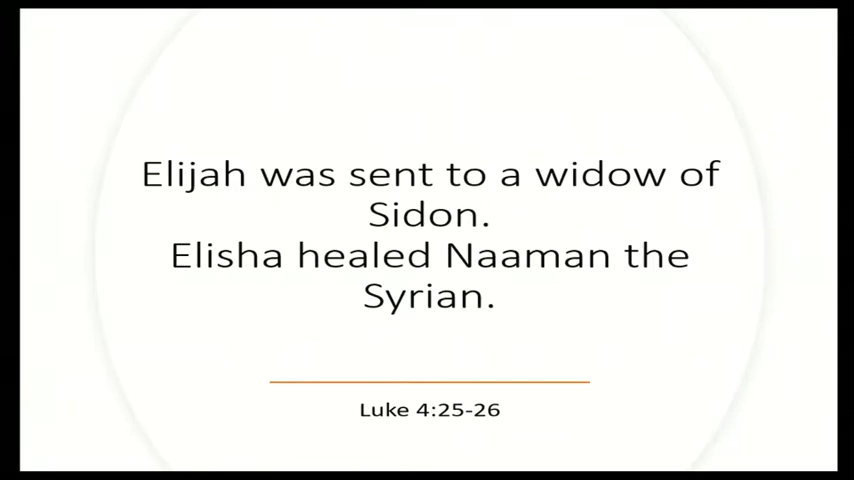 Elijah was sent to a widow of
Sidon.
Elisha healed Naaman the
Syrian.
Luke 4:25-26